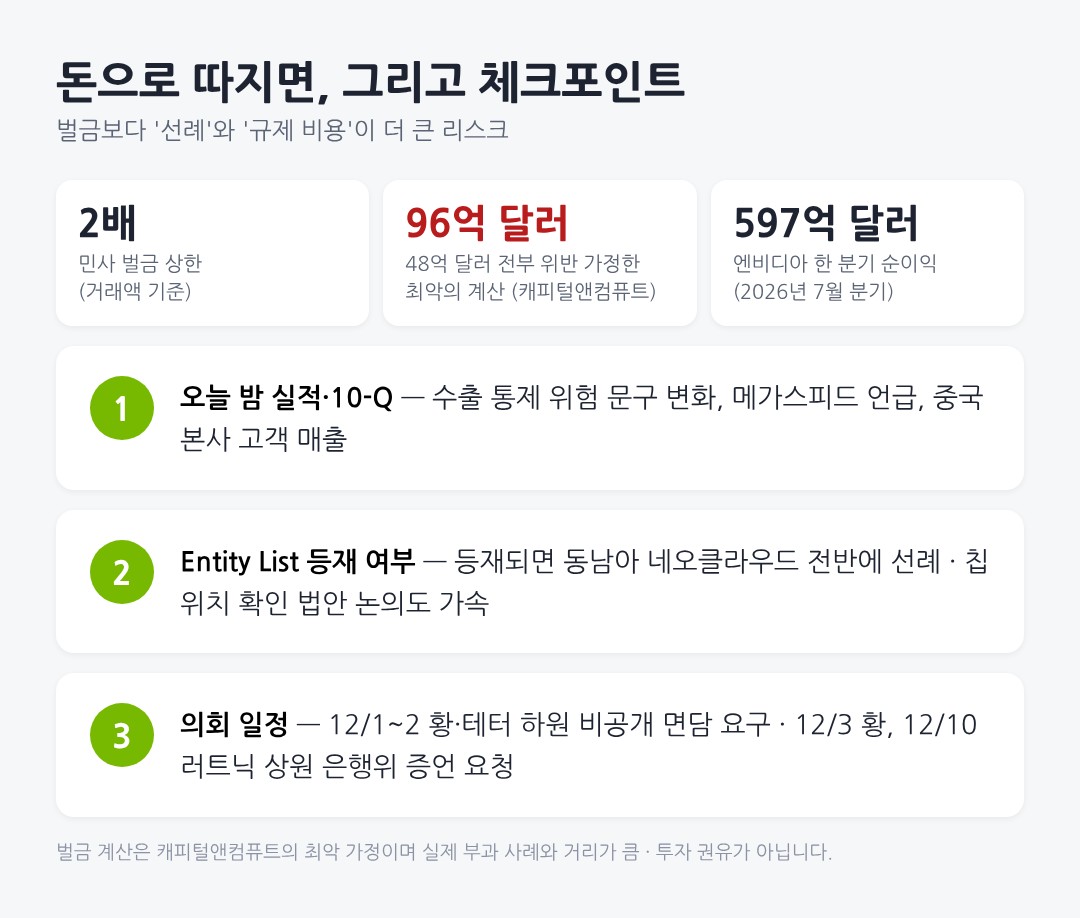 돈으로 따지면, 그리고 체크포인트
벌금보다 '선례'와 '규제 비용'이 더 큰 리스크
2배
민사 벌금 상한
(거래액 기준)
96억 달러
48억 달러 전부 위반 가정한
최악의 계산 (캐피털앤컴퓨트)
597억 달러
엔비디아 한 분기 순이익
(2026년 7월 분기)
1
오늘 밤 실적·10-Q — 수출 통제 위험 문구 변화, 메가스피드 언급, 중국
본사 고객 매출
2
Entity List 등재 여부 — 등재되면 동남아 네오클라우드 전반에 선례 · 칩
위치 확인 법안 논의도 가속
3
의회 일정 — 12/1~2 황·테터 하원 비공개 면담 요구 · 12/3 황, 12/10
러트닉 상원 은행위 증언 요청
벌금 계산은 캐피털앤컴퓨트의 최악 가정이며 실제 부과 사례와 거리가 큼 · 투자 권유가 아닙니다.